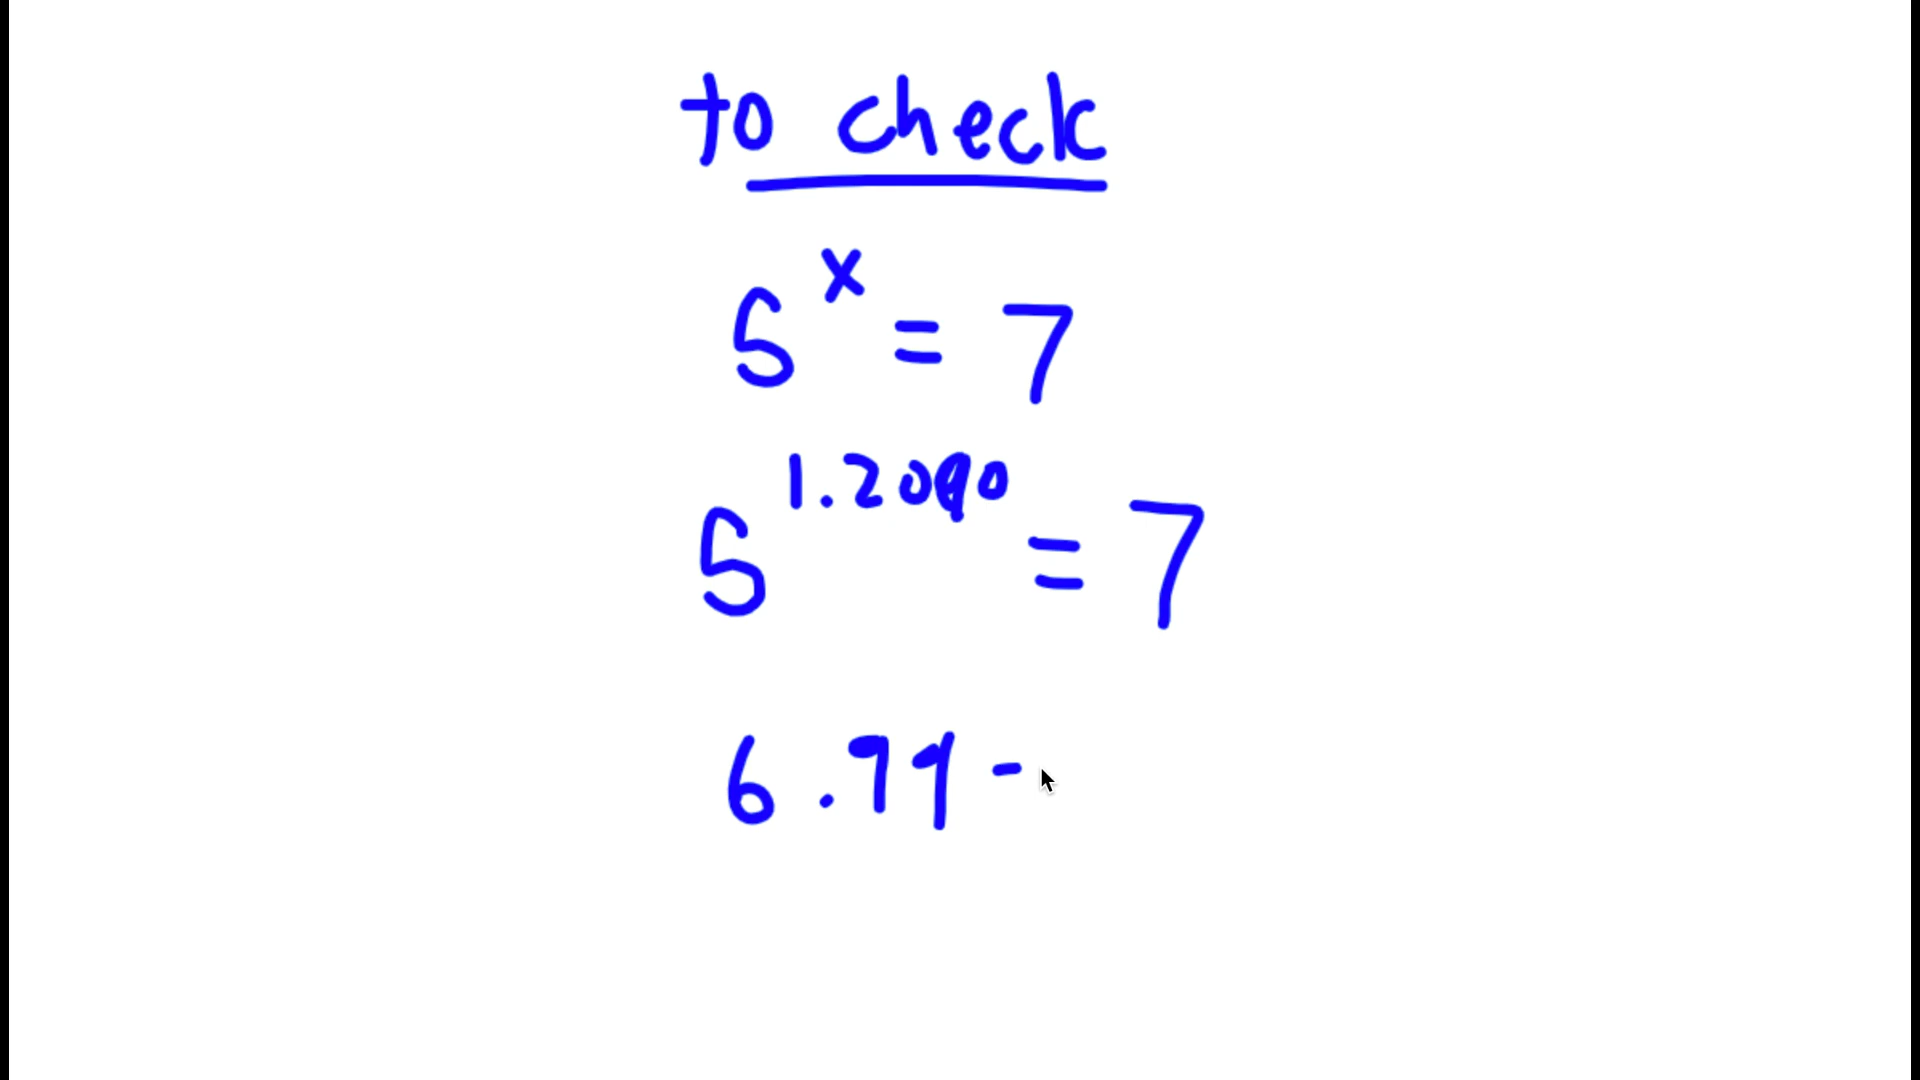 to check
5^x = 7
5^1.2090 = 7
6.99 -